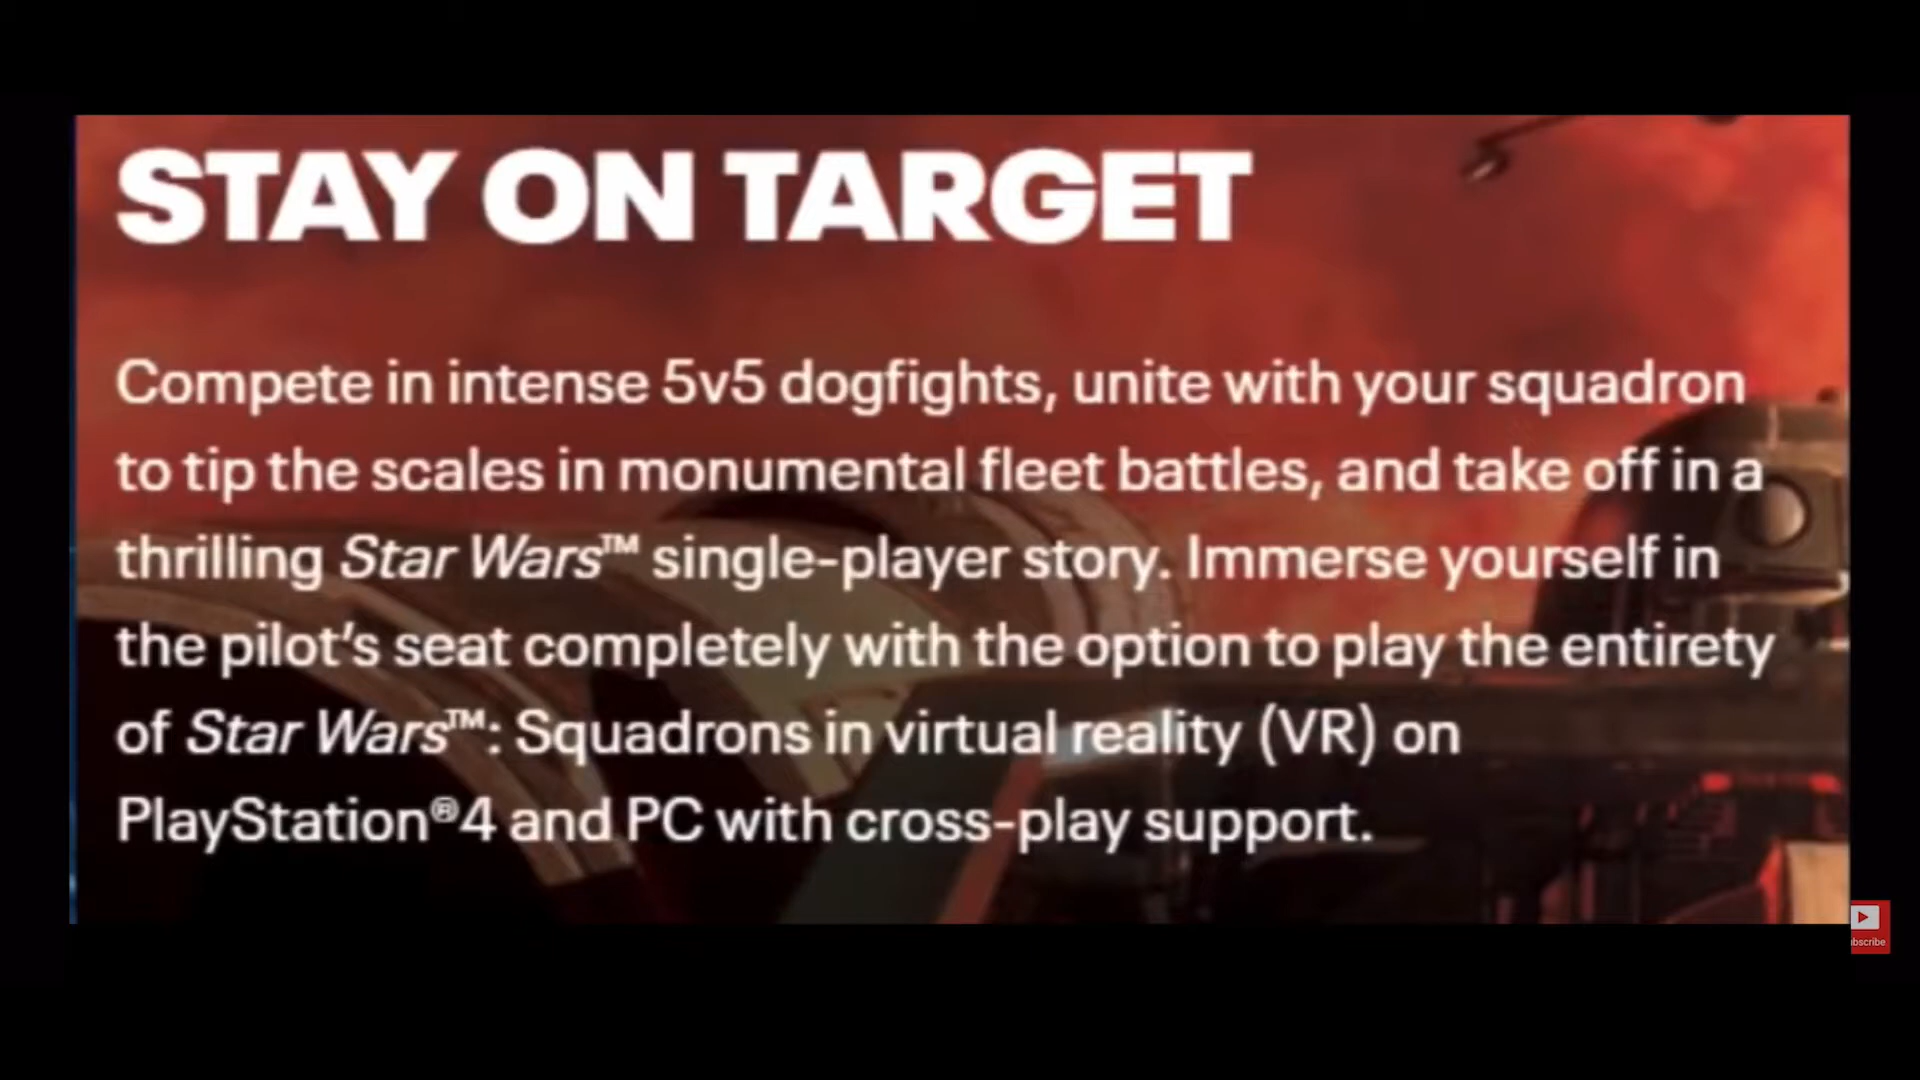 STAY ON TARGET
Compete in intense 5v5 dogfights, unite with your squadron
to tip the scales in monumental fleet battles, and take off in a
thrilling Star Wars™ single-player story. Immerse yourself in
the pilot’s seat completely with the option to play the entirety
of Star Wars™: Squadrons in virtual reality (VR) on
PlayStation®4 and PC with cross-play support.
bscribe